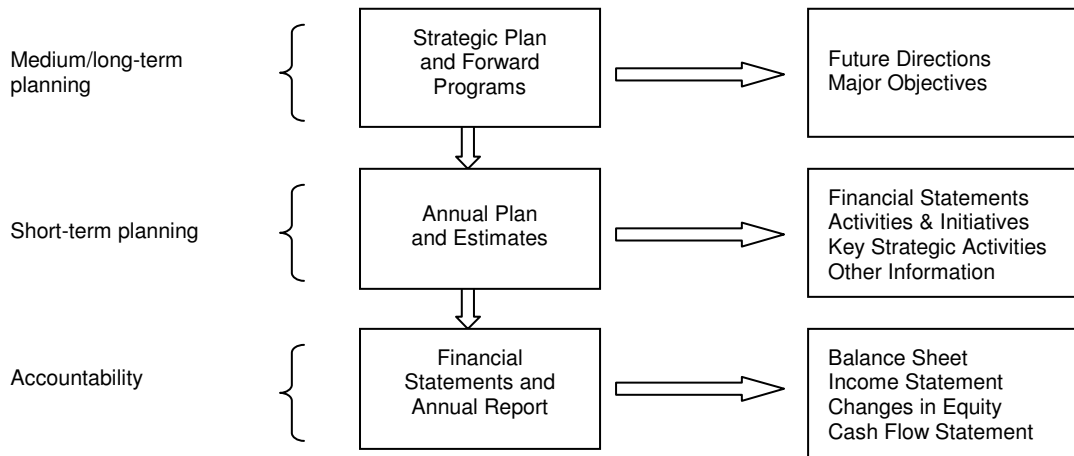 Medium/long-term
planning
Strategic Plan
and Forward
Programs
Future Directions
Major Objectives
Short-term planning
Annual Plan
and Estimates
Financial Statements
Activities & Initiatives
Key Strategic Activities
Other Information
Accountability
Financial
Statements and
Annual Report
Balance Sheet
Income Statement
Changes in Equity
Cash Flow Statement